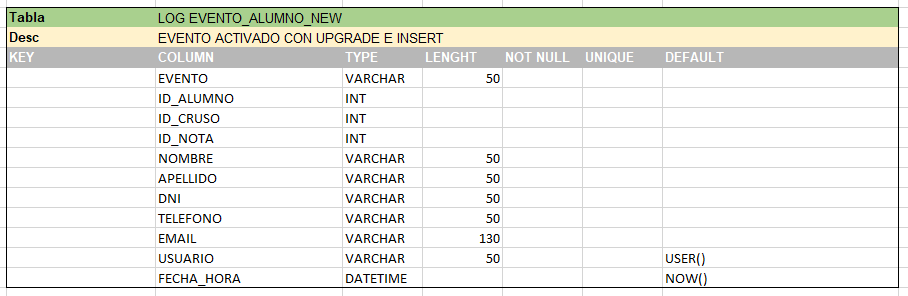 Tabla LOG EVENTO_ALUMNO_NEW
Desc EVENTO ACTIVADO CON UPGRADE E INSERT
KEY COLUMN TYPE LENGHT NOT NULL UNIQUE DEFAULT
EVENTO VARCHAR 50
ID_ALUMNO INT
ID_CRUSO INT
ID_NOTA INT
NOMBRE VARCHAR 50
APELLIDO VARCHAR 50
DNI VARCHAR 50
TELEFONO VARCHAR 50
EMAIL VARCHAR 130
USUARIO VARCHAR 50 USER()
FECHA_HORA DATETIME NOW()